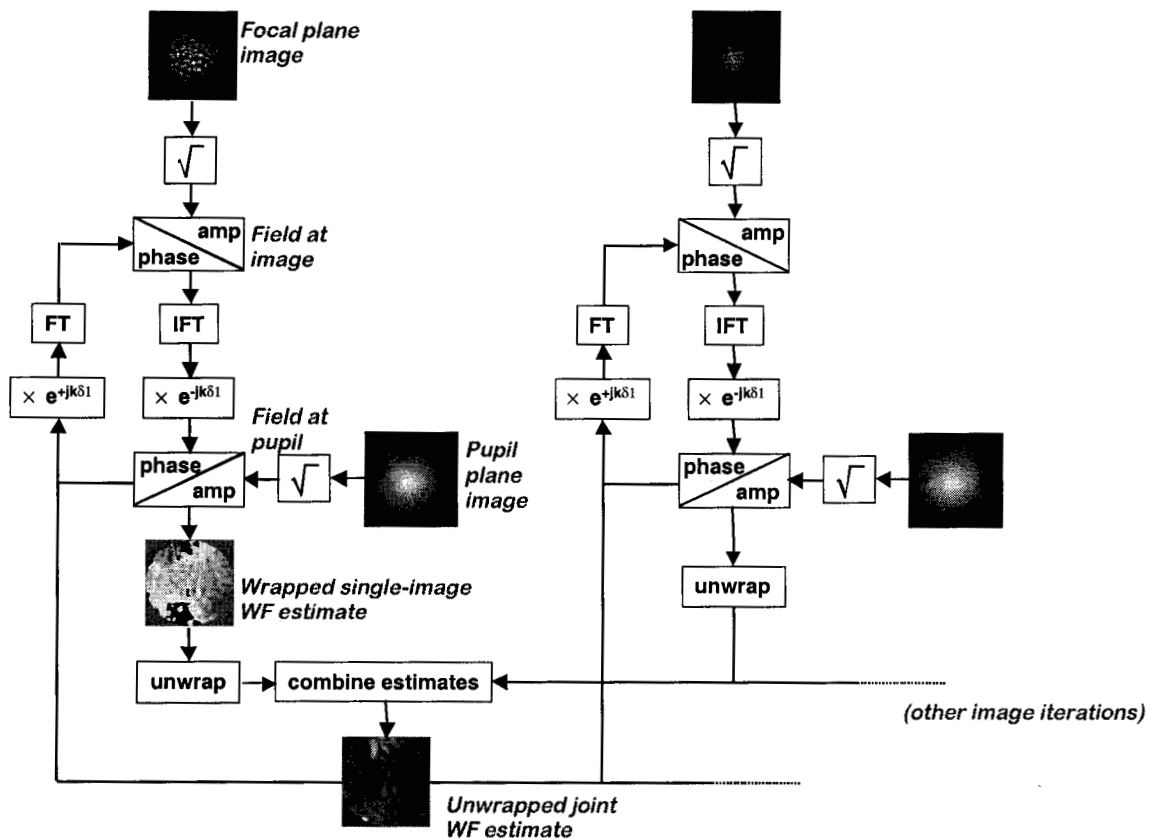 Focal plane
image
√
√
amp
phase
Field at
image
amp
phase
FT
IFT
FT
IFT
× e+jkδ1
× e-jkδ1
× e+jkδ1
× e-jkδ1
Field at
pupil
phase
amp
√
Pupil
plane
image
phase
amp
√
Wrapped single-image
WF estimate
unwrap
unwrap
combine estimates
(other image iterations)
Unwrapped joint
WF estimate